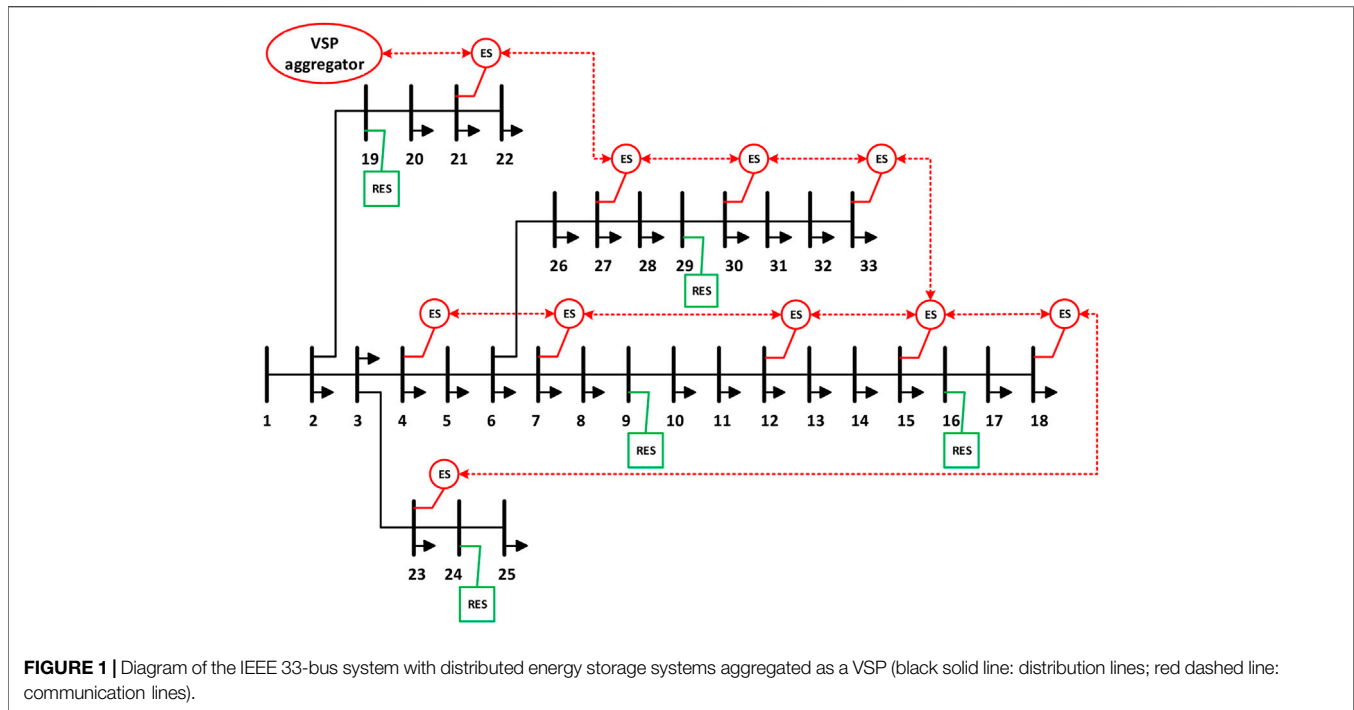 VSP
aggregator
ES
19 20 21 22
RES
ES ES ES
26 27 28 29 30 31 32 33
RES
ES ES ES ES ES
1 2 3 4 5 6 7 8 9 10 11 12 13 14 15 16 17 18
RES RES
ES
23 24 25
RES
FIGURE 1 | Diagram of the IEEE 33-bus system with distributed energy storage systems aggregated as a VSP (black solid line: distribution lines; red dashed line:
communication lines).